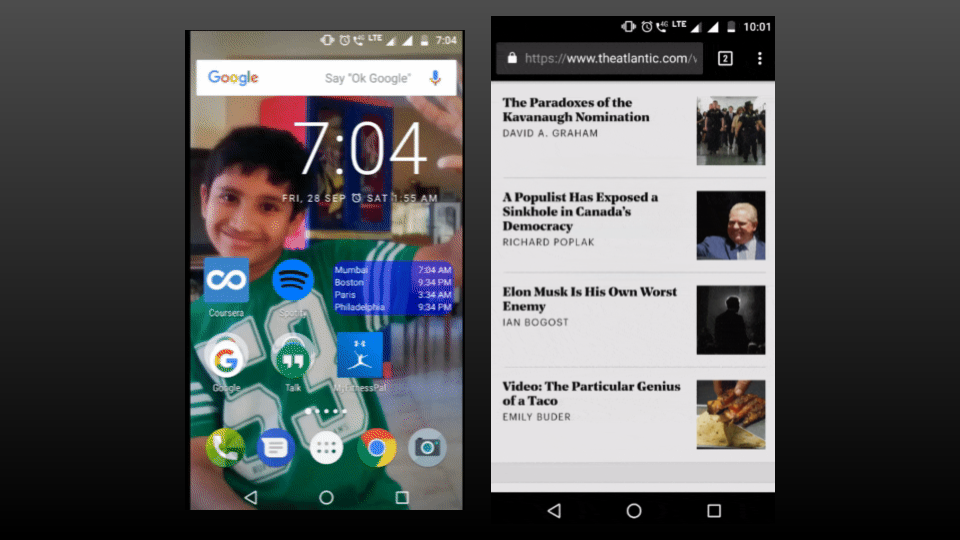 4G LTE 7:04
Google Say "Ok Google"
7:04
FRI, 28 SEP SAT 1:55 AM
Mumbai 7:04 AM
Boston 9:34 PM
Paris 3:34 AM
Philadelphia 9:34 PM
Coursera Spotify
G
Google Talk MyFitnessPal
59
4G LTE 10:01
https://www.theatlantic.com/ 2
The Paradoxes of the
Kavanaugh Nomination
DAVID A. GRAHAM
A Populist Has Exposed a
Sinkhole in Canada's
Democracy
RICHARD POPLAK
Elon Musk Is His Own Worst
Enemy
IAN BOGOST
Video: The Particular Genius
of a Taco
EMILY BUDER